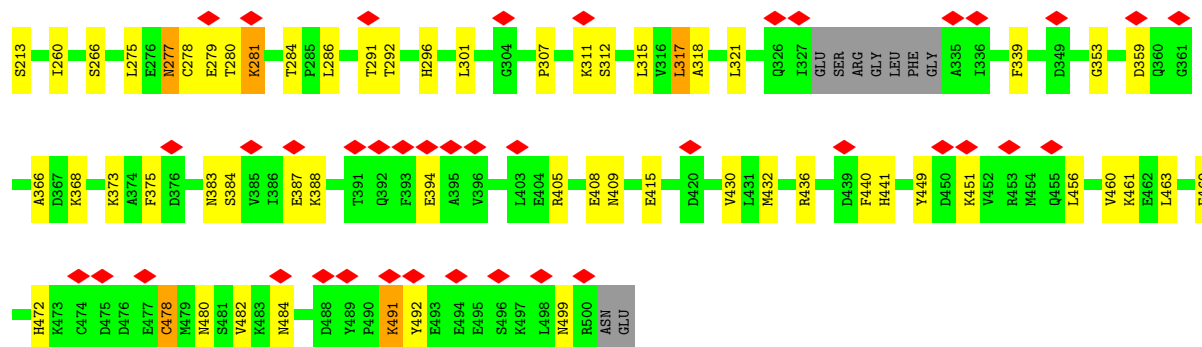 S213 I260 S266 L275 E276 N277 C278 E279 T280 K281 T284 P285 L286 T291 T292 H296 L301 G304 P307 K311 S312 L315 V316 L317 A318 L321 Q326 I327 GLU SER ARG GLY LEU PHE GLY A335 I336 F339 D349 G353 D359 Q360 G361
A366 D367 K368 K373 A374 F375 D376 N383 S384 V385 I386 E387 K388 T391 Q392 F393 E394 A395 V396 L403 E404 R405 E408 N409 E415 D420 V430 L431 M432 R436 D439 F440 H441 Y449 D450 K451 V452 R453 M454 Q455 L456 V460 K461 E462 L463
H472 K473 C474 D475 D476 E477 C478 M479 N480 S481 V482 K483 N484 D488 Y489 P490 K491 Y492 E493 E494 E495 S496 K497 L498 N499 R500 ASN GLU